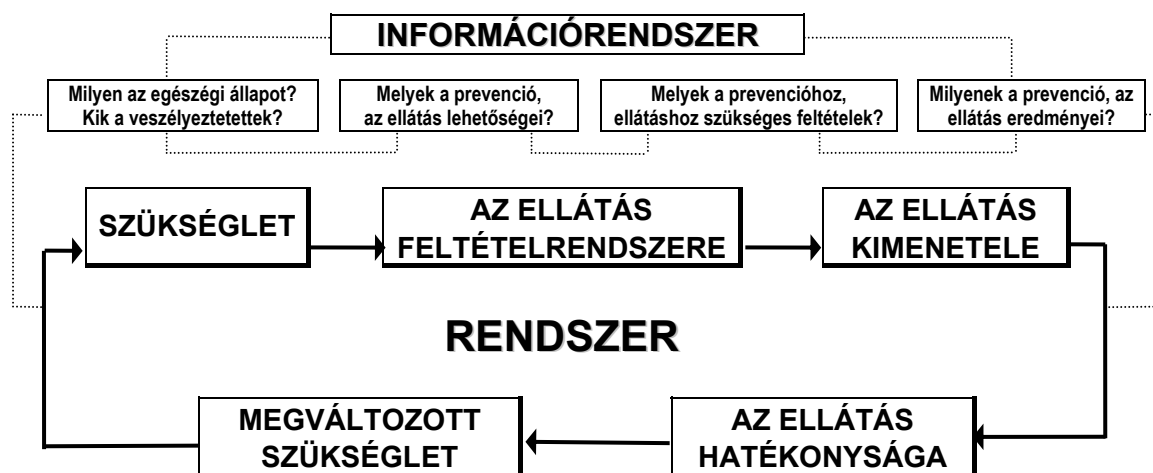 INFORMÁCIÓRENDSZER
Milyen az egészégi állapot?
Kik a veszélyeztetettek?
Melyek a prevenció,
az ellátás lehetőségei?
Melyek a prevencióhoz,
ellátáshoz szükséges feltételek?
Milyenek a prevenció, az
ellátás eredményei?
SZÜKSÉGLET
AZ ELLÁTÁS
FELTÉTELRENDSZERE
AZ ELLÁTÁS
KIMENETELE
RENDSZER
MEGVÁLTOZOTT
SZÜKSÉGLET
AZ ELLÁTÁS
HATÉKONYSÁGA